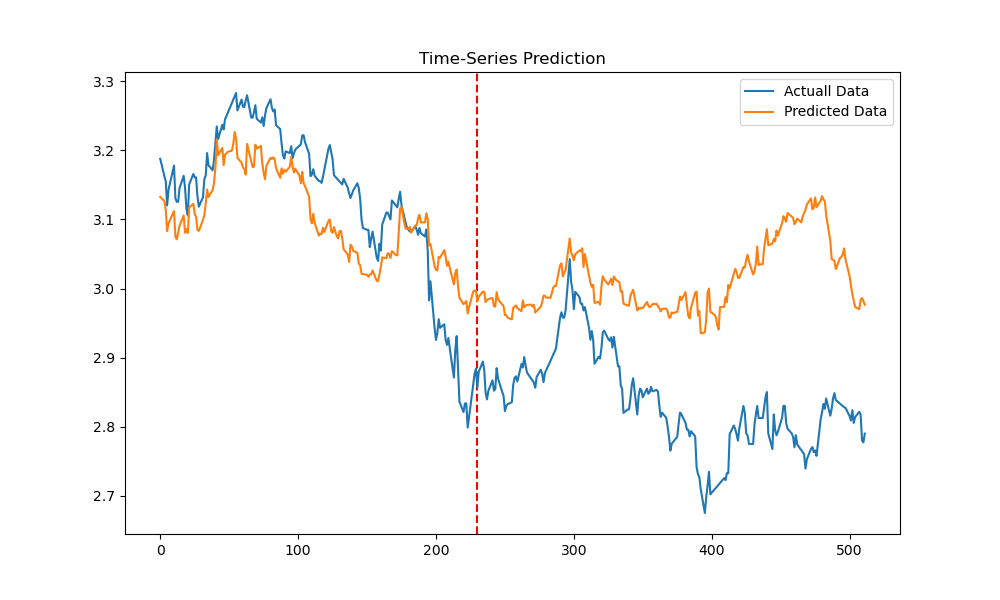 Time-Series Prediction
Actuall Data
Predicted Data
3.3
3.2
3.1
3.0
2.9
2.8
2.7
0 100 200 300 400 500